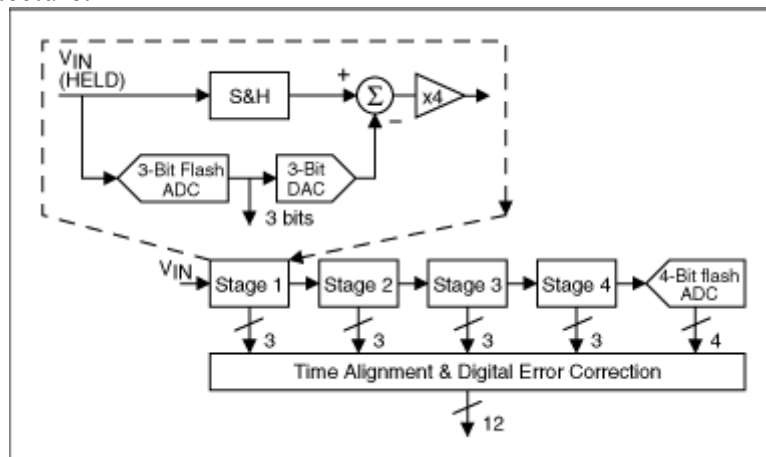 VIN
(HELD)
S&H
+
Σ
−
x4
3-Bit Flash
ADC
3-Bit
DAC
3 bits
VIN
Stage 1
Stage 2
Stage 3
Stage 4
4-Bit flash
ADC
3
3
3
3
4
Time Alignment & Digital Error Correction
12